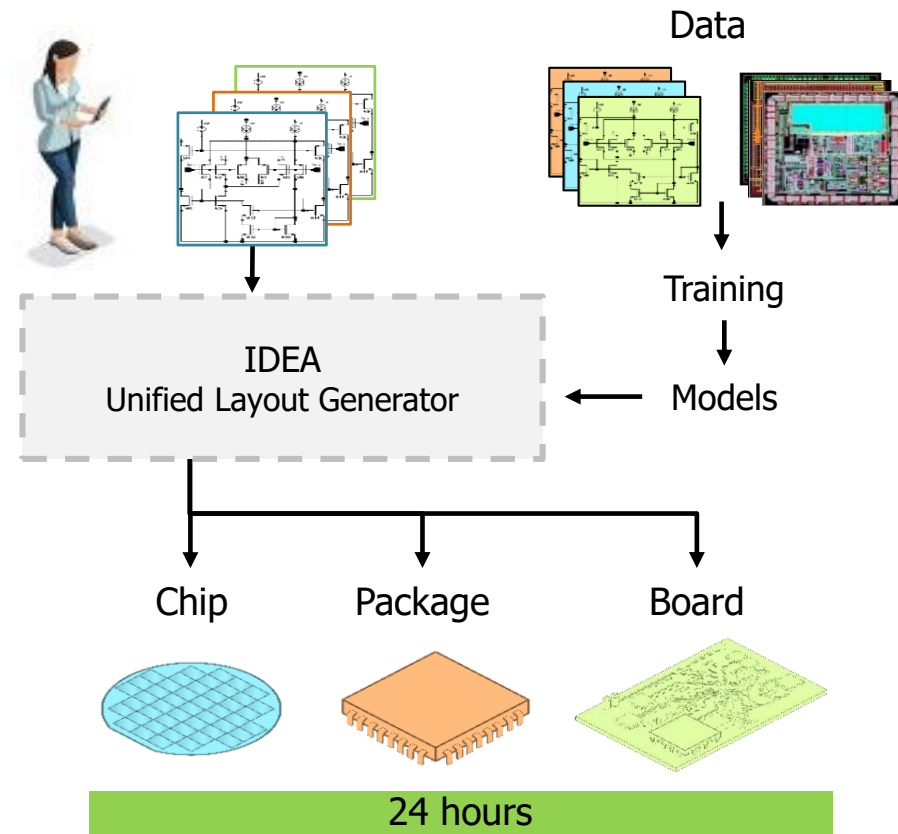 Data
Training
IDEA
Unified Layout Generator
Models
Chip
Package
Board
24 hours